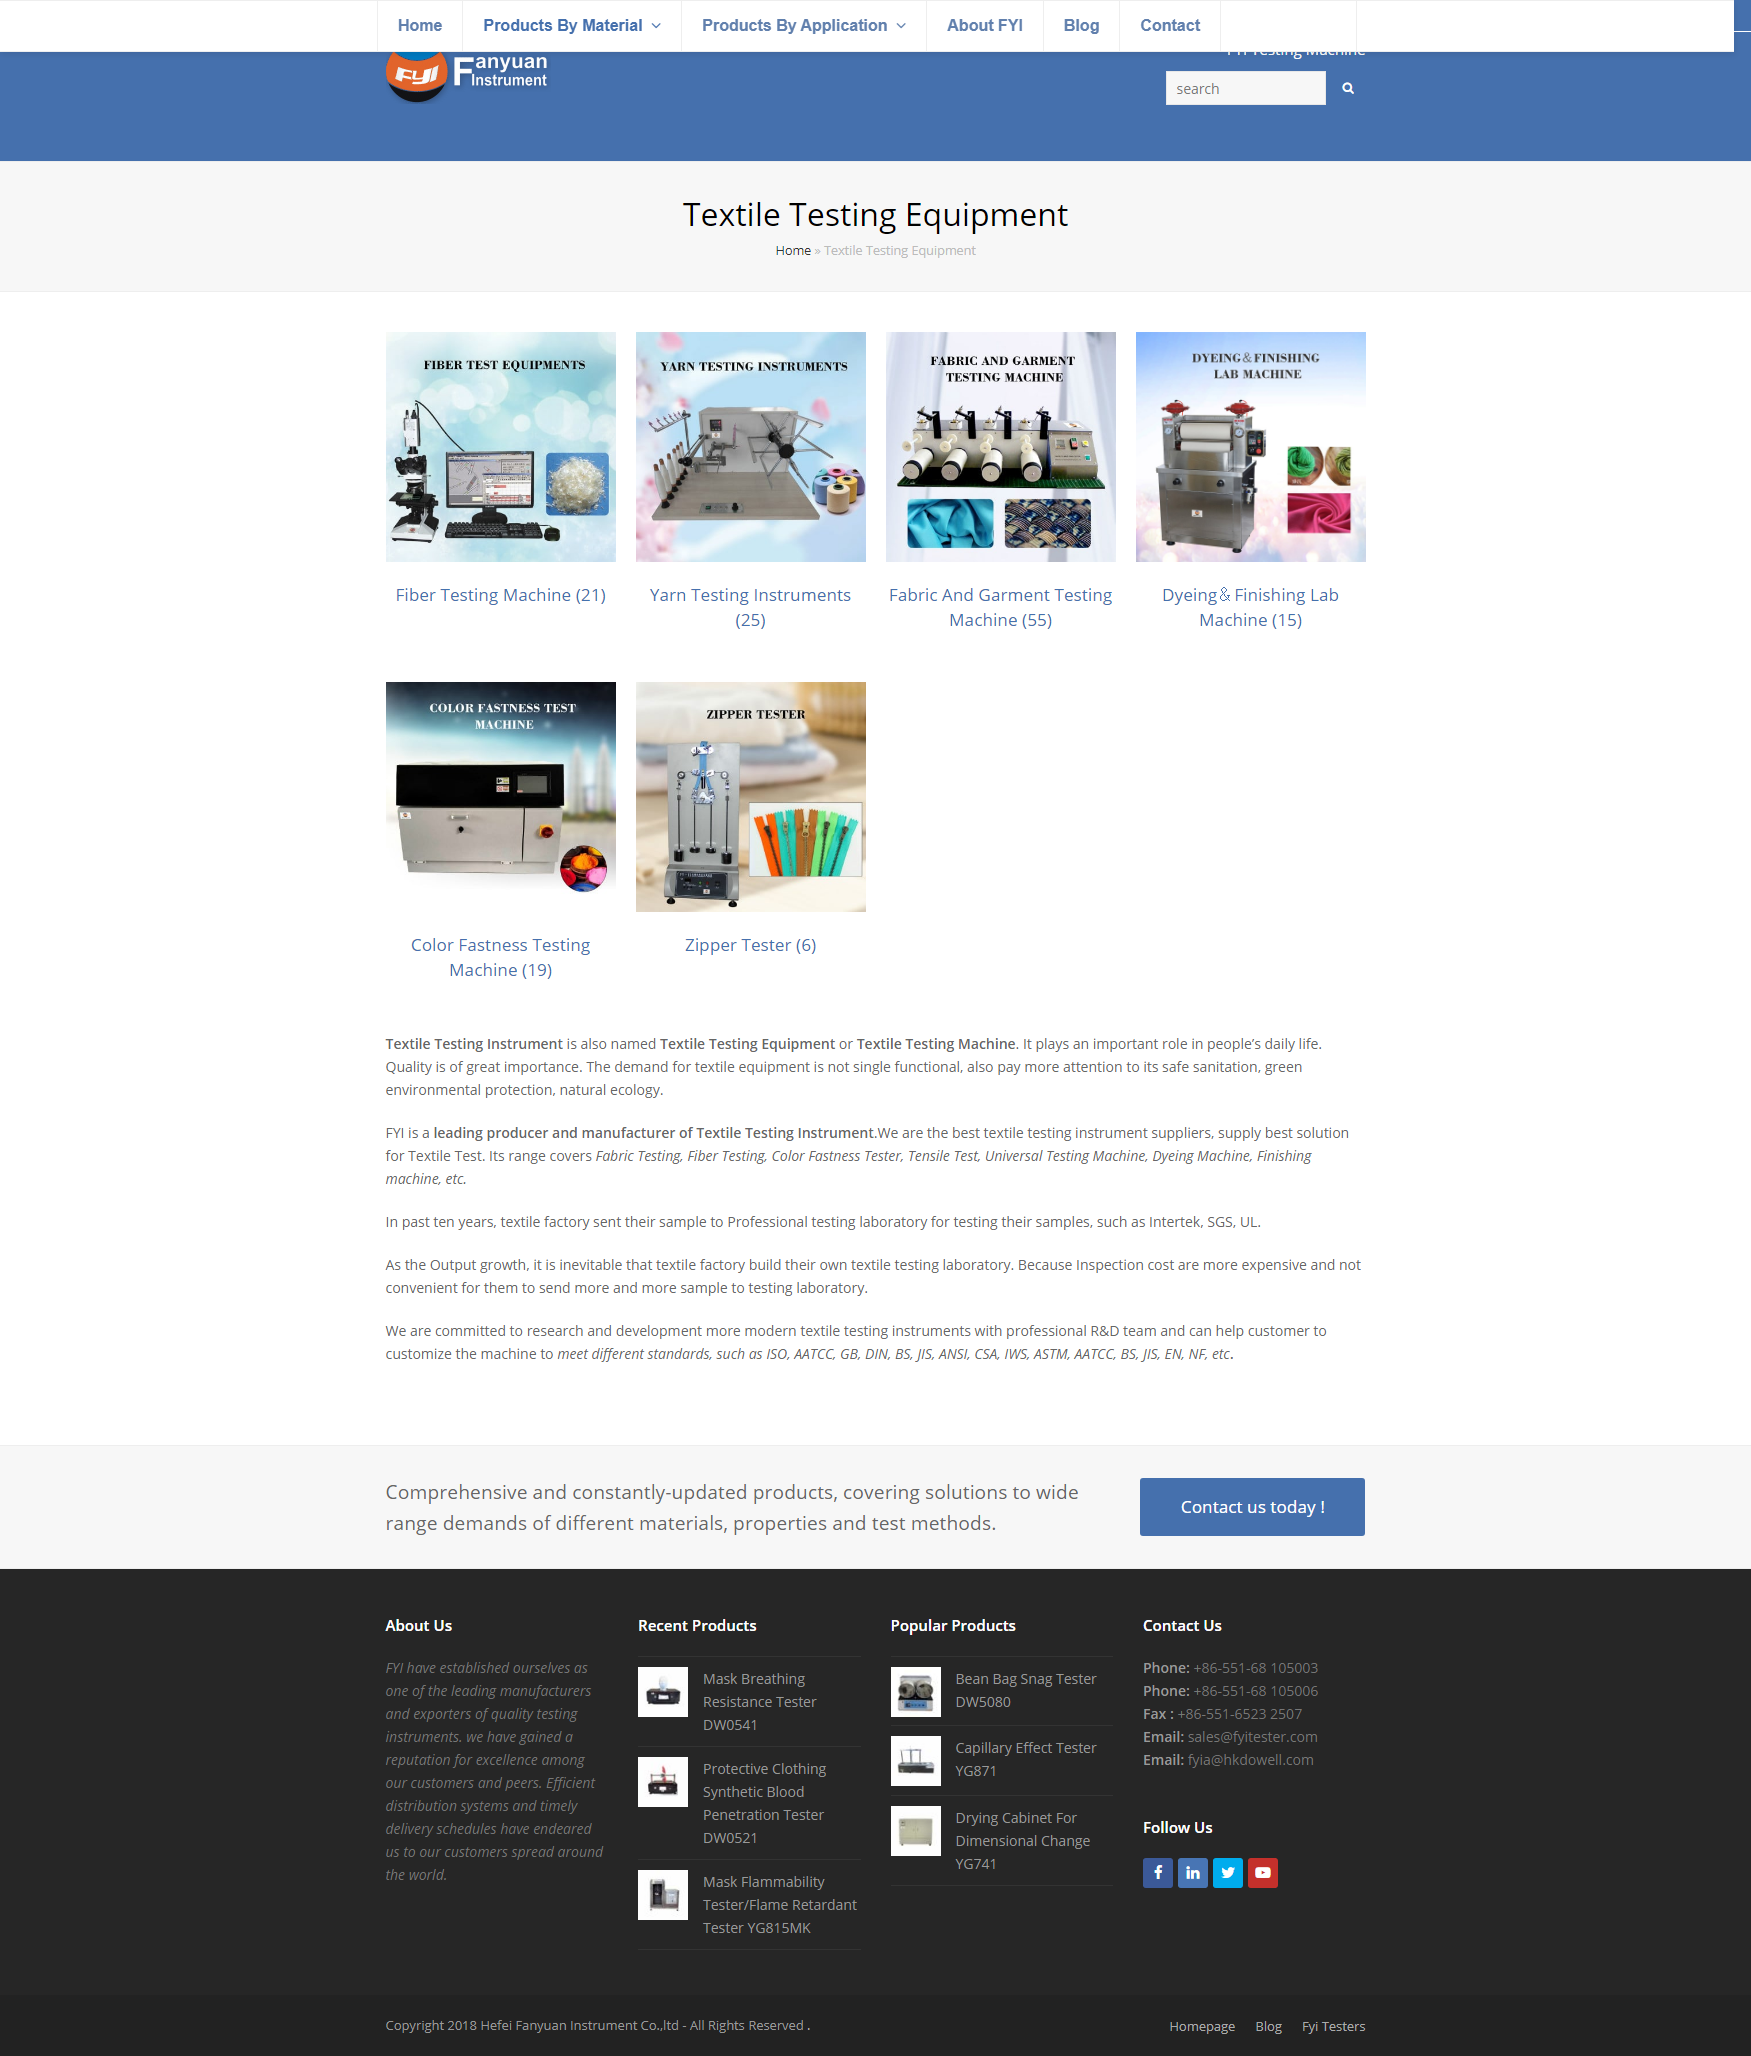 Home
Products By Material
Products By Application
About FYI
Blog
Contact
FYI
Fanyuan
Instrument
FYI Testing Machine
search
Textile Testing Equipment
Home » Textile Testing Equipment
FIBER TEST EQUIPMENTS
YARN TESTING INSTRUMENTS
FABRIC AND GARMENT
TESTING MACHINE
DYEING&FINISHING
LAB MACHINE
Fiber Testing Machine (21)
Yarn Testing Instruments
(25)
Fabric And Garment Testing
Machine (55)
Dyeing&Finishing Lab
Machine (15)
COLOR FASTNESS TEST
MACHINE
ZIPPER TESTER
Color Fastness Testing
Machine (19)
Zipper Tester (6)
Textile Testing Instrument is also named Textile Testing Equipment or Textile Testing Machine. It plays an important role in people’s daily life.
Quality is of great importance. The demand for textile equipment is not single functional, also pay more attention to its safe sanitation, green
environmental protection, natural ecology.
FYI is a leading producer and manufacturer of Textile Testing Instrument.We are the best textile testing instrument suppliers, supply best solution
for Textile Test. Its range covers Fabric Testing, Fiber Testing, Color Fastness Tester, Tensile Test, Universal Testing Machine, Dyeing Machine, Finishing
machine, etc.
In past ten years, textile factory sent their sample to Professional testing laboratory for testing their samples, such as Intertek, SGS, UL.
As the Output growth, it is inevitable that textile factory build their own textile testing laboratory. Because Inspection cost are more expensive and not
convenient for them to send more and more sample to testing laboratory.
We are committed to research and development more modern textile testing instruments with professional R&D team and can help customer to
customize the machine to meet different standards, such as ISO, AATCC, GB, DIN, BS, JIS, ANSI, CSA, IWS, ASTM, AATCC, BS, JIS, EN, NF, etc.
Comprehensive and constantly-updated products, covering solutions to wide
range demands of different materials, properties and test methods.
Contact us today !
About Us
FYI have established ourselves as
one of the leading manufacturers
and exporters of quality testing
instruments. we have gained a
reputation for excellence among
our customers and peers. Efficient
distribution systems and timely
delivery schedules have endeared
us to our customers spread around
the world.
Recent Products
Mask Breathing
Resistance Tester
DW0541
Protective Clothing
Synthetic Blood
Penetration Tester
DW0521
Mask Flammability
Tester/Flame Retardant
Tester YG815MK
Popular Products
Bean Bag Snag Tester
DW5080
Capillary Effect Tester
YG871
Drying Cabinet For
Dimensional Change
YG741
Contact Us
Phone: +86-551-68 105003
Phone: +86-551-68 105006
Fax : +86-551-6523 2507
Email: sales@fyitester.com
Email: fyia@hkdowell.com
Follow Us
Copyright 2018 Hefei Fanyuan Instrument Co.,ltd - All Rights Reserved .
Homepage
Blog
Fyi Testers